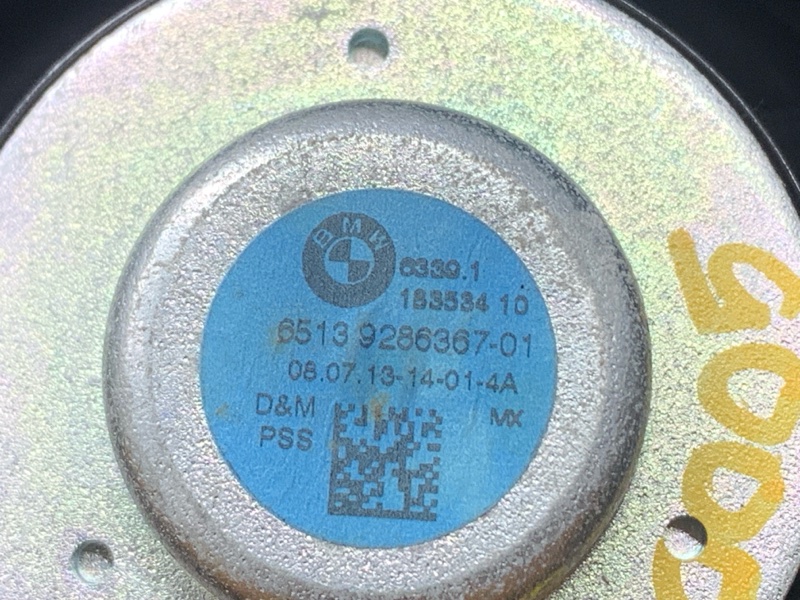 BMW
6339.1
183534 10
6513 9286367-01
08.07.13-14-01-4A
D&M
MX
PSS